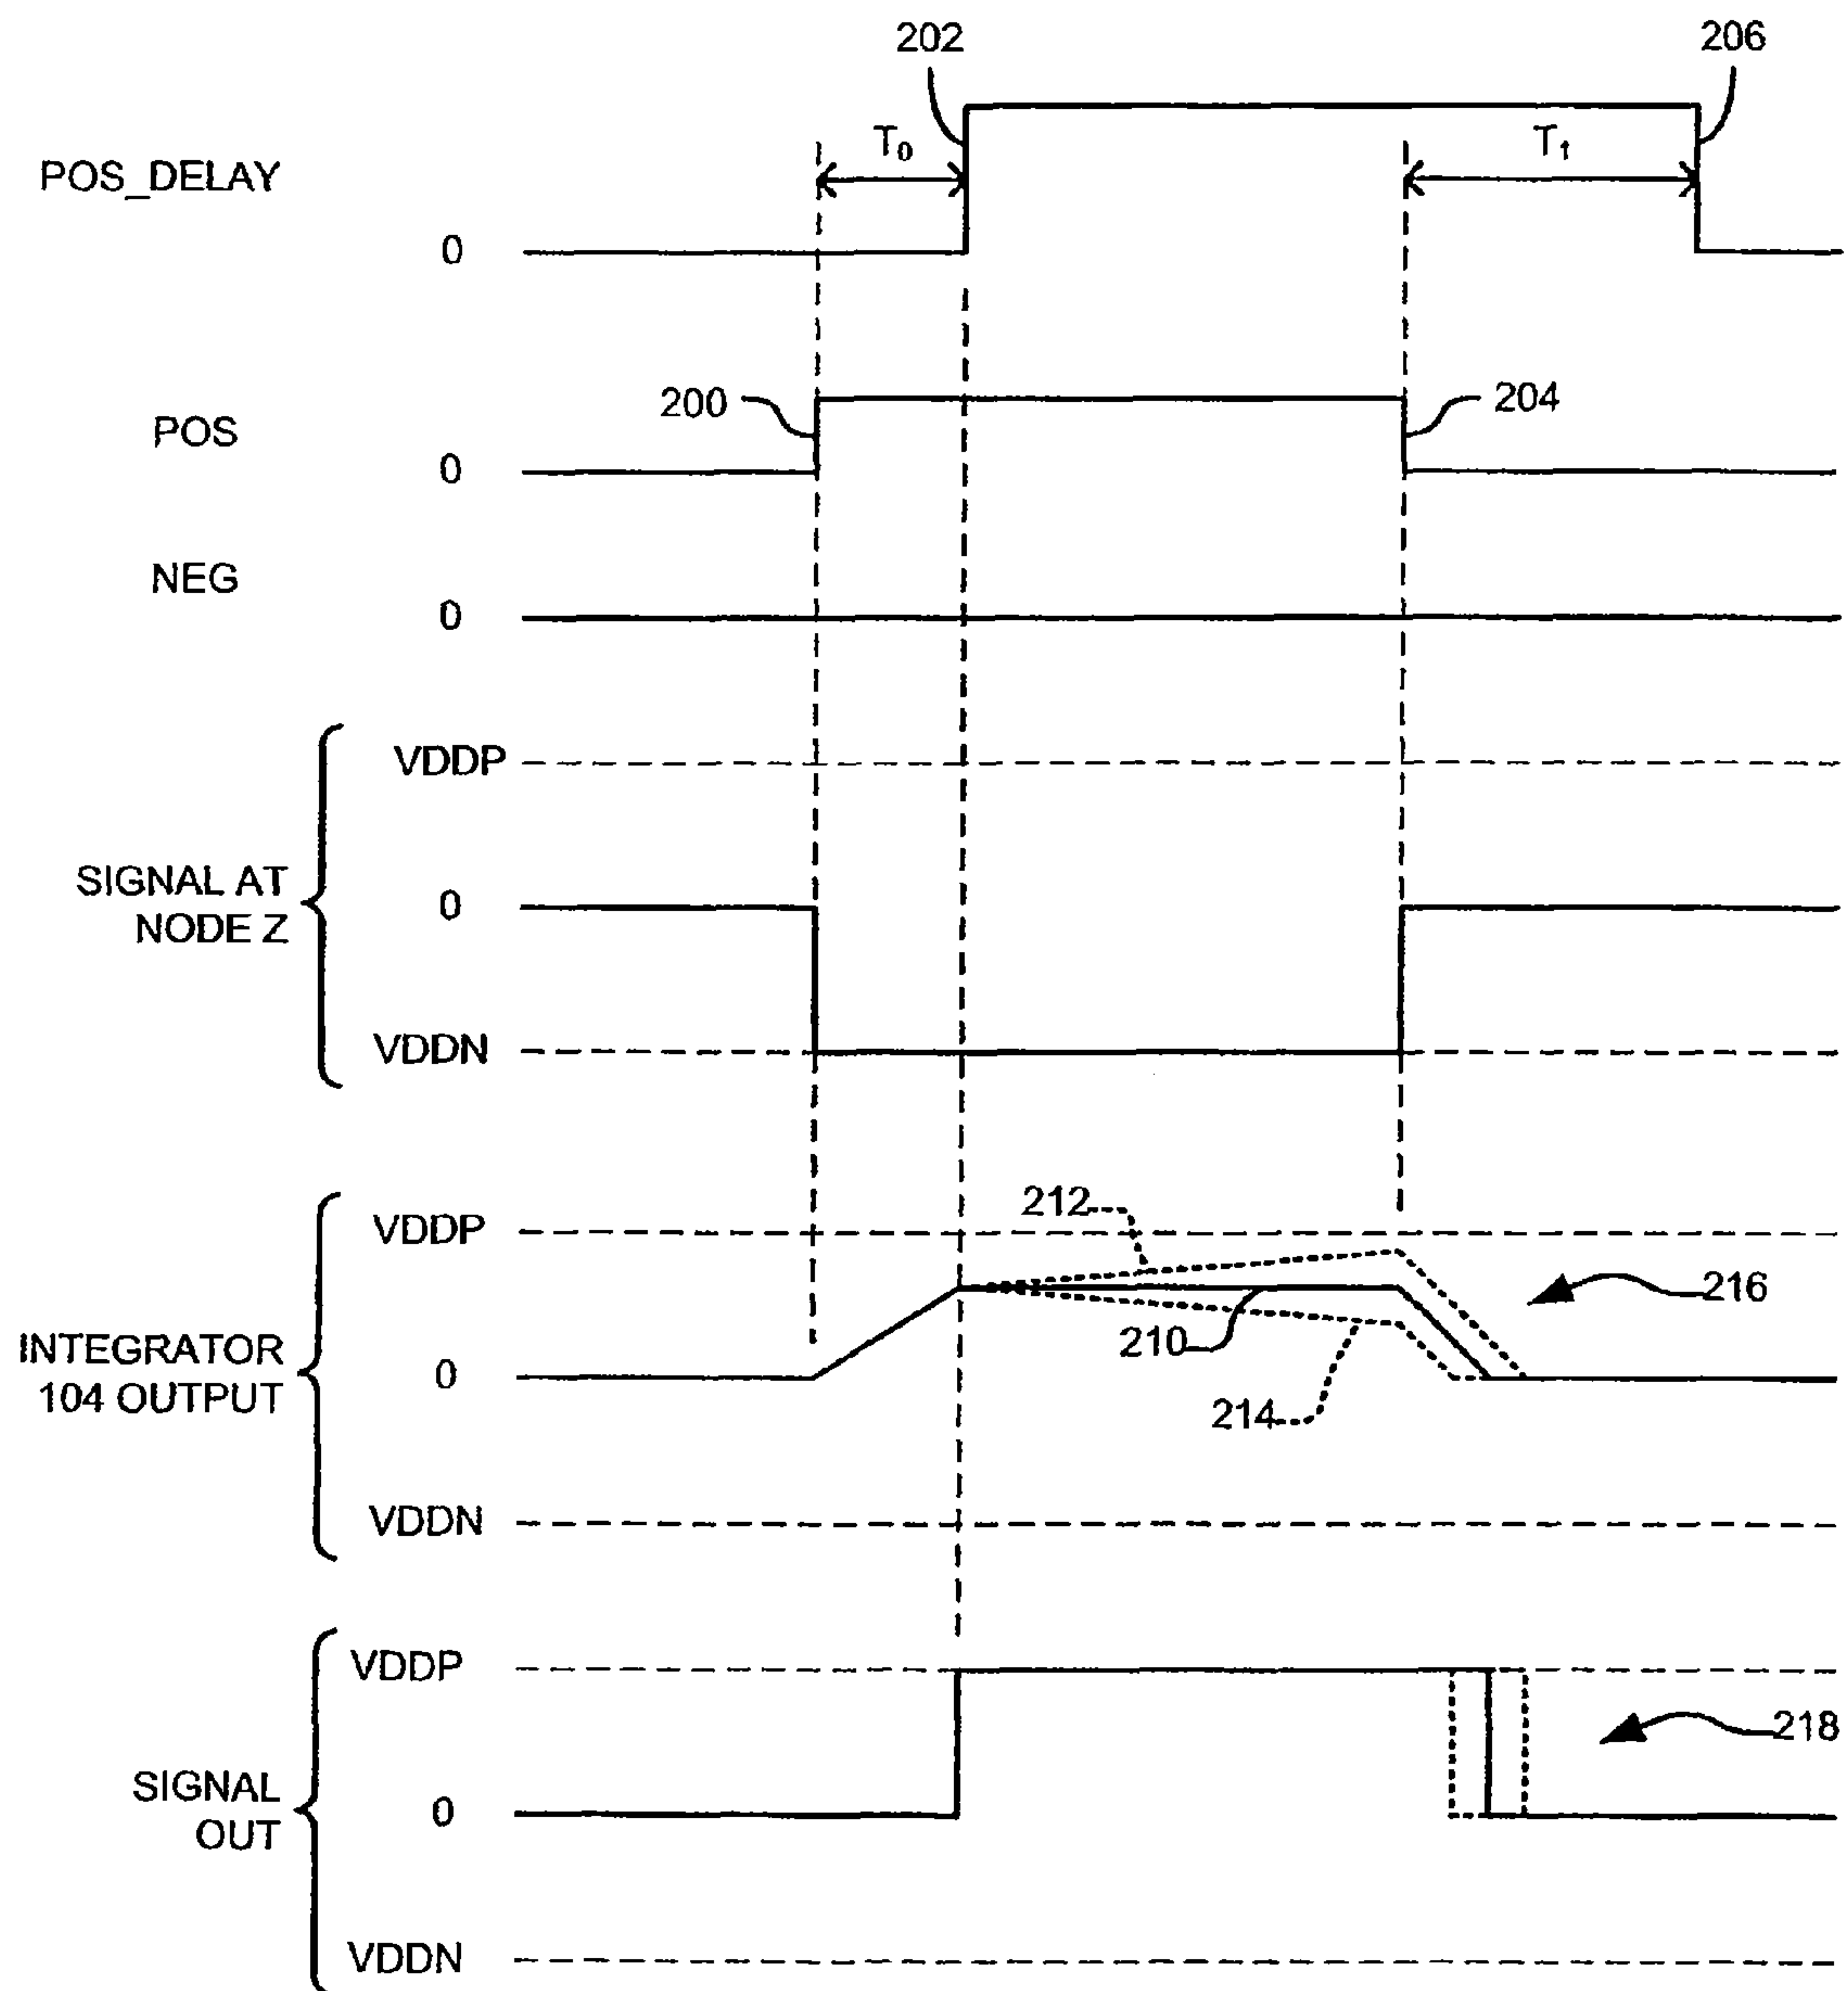 202
206
T₀
T₁
POS_DELAY
0
200
204
POS
0
NEG
0
VDDP
SIGNAL AT
NODE Z
0
VDDN
212
VDDP
216
210
INTEGRATOR
104 OUTPUT
0
214
VDDN
VDDP
218
SIGNAL
OUT
0
VDDN